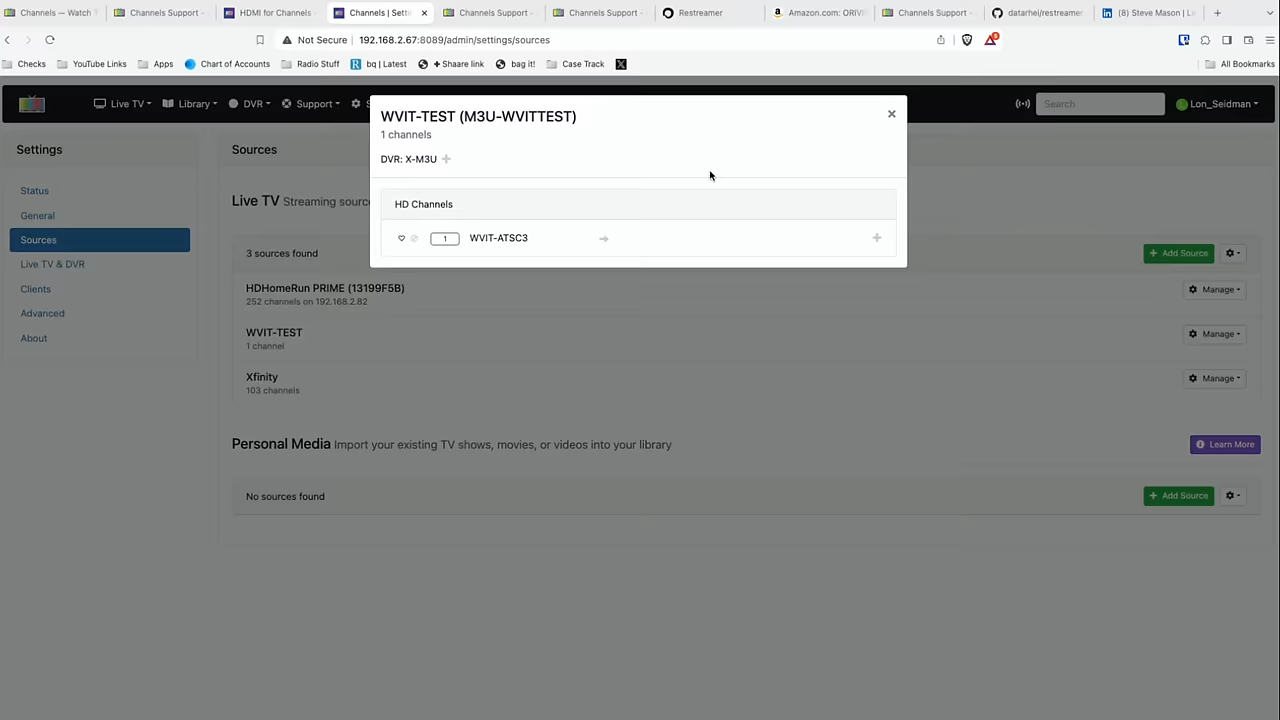 Channels — Watch T
Channels Support -
HDMI for Channels
Channels | Setti
Channels Support -
Channels Support -
Restreamer
Amazon.com: ORIVI
Channels Support -
datarhei/restreamer
(8) Steve Mason | Li
Not Secure 192.168.2.67:8089/admin/settings/sources
Checks YouTube Links Apps Chart of Accounts Radio Stuff bq | Latest + Shaare link bag it! Case Track All Bookmarks
Live TV Library DVR Support S Search Lon_Seidman
Settings
Status
General
Sources
Live TV & DVR
Clients
Advanced
About
Sources
Live TV Streaming sourc
3 sources found + Add Source
HDHomeRun PRIME (13199F5B) Manage
252 channels on 192.168.2.82
WVIT-TEST Manage
1 channel
Xfinity Manage
103 channels
Personal Media Import your existing TV shows, movies, or videos into your library Learn More
No sources found + Add Source
WVIT-TEST (M3U-WVITTEST) ×
1 channels
DVR: X-M3U +
HD Channels
1 WVIT-ATSC3 → +